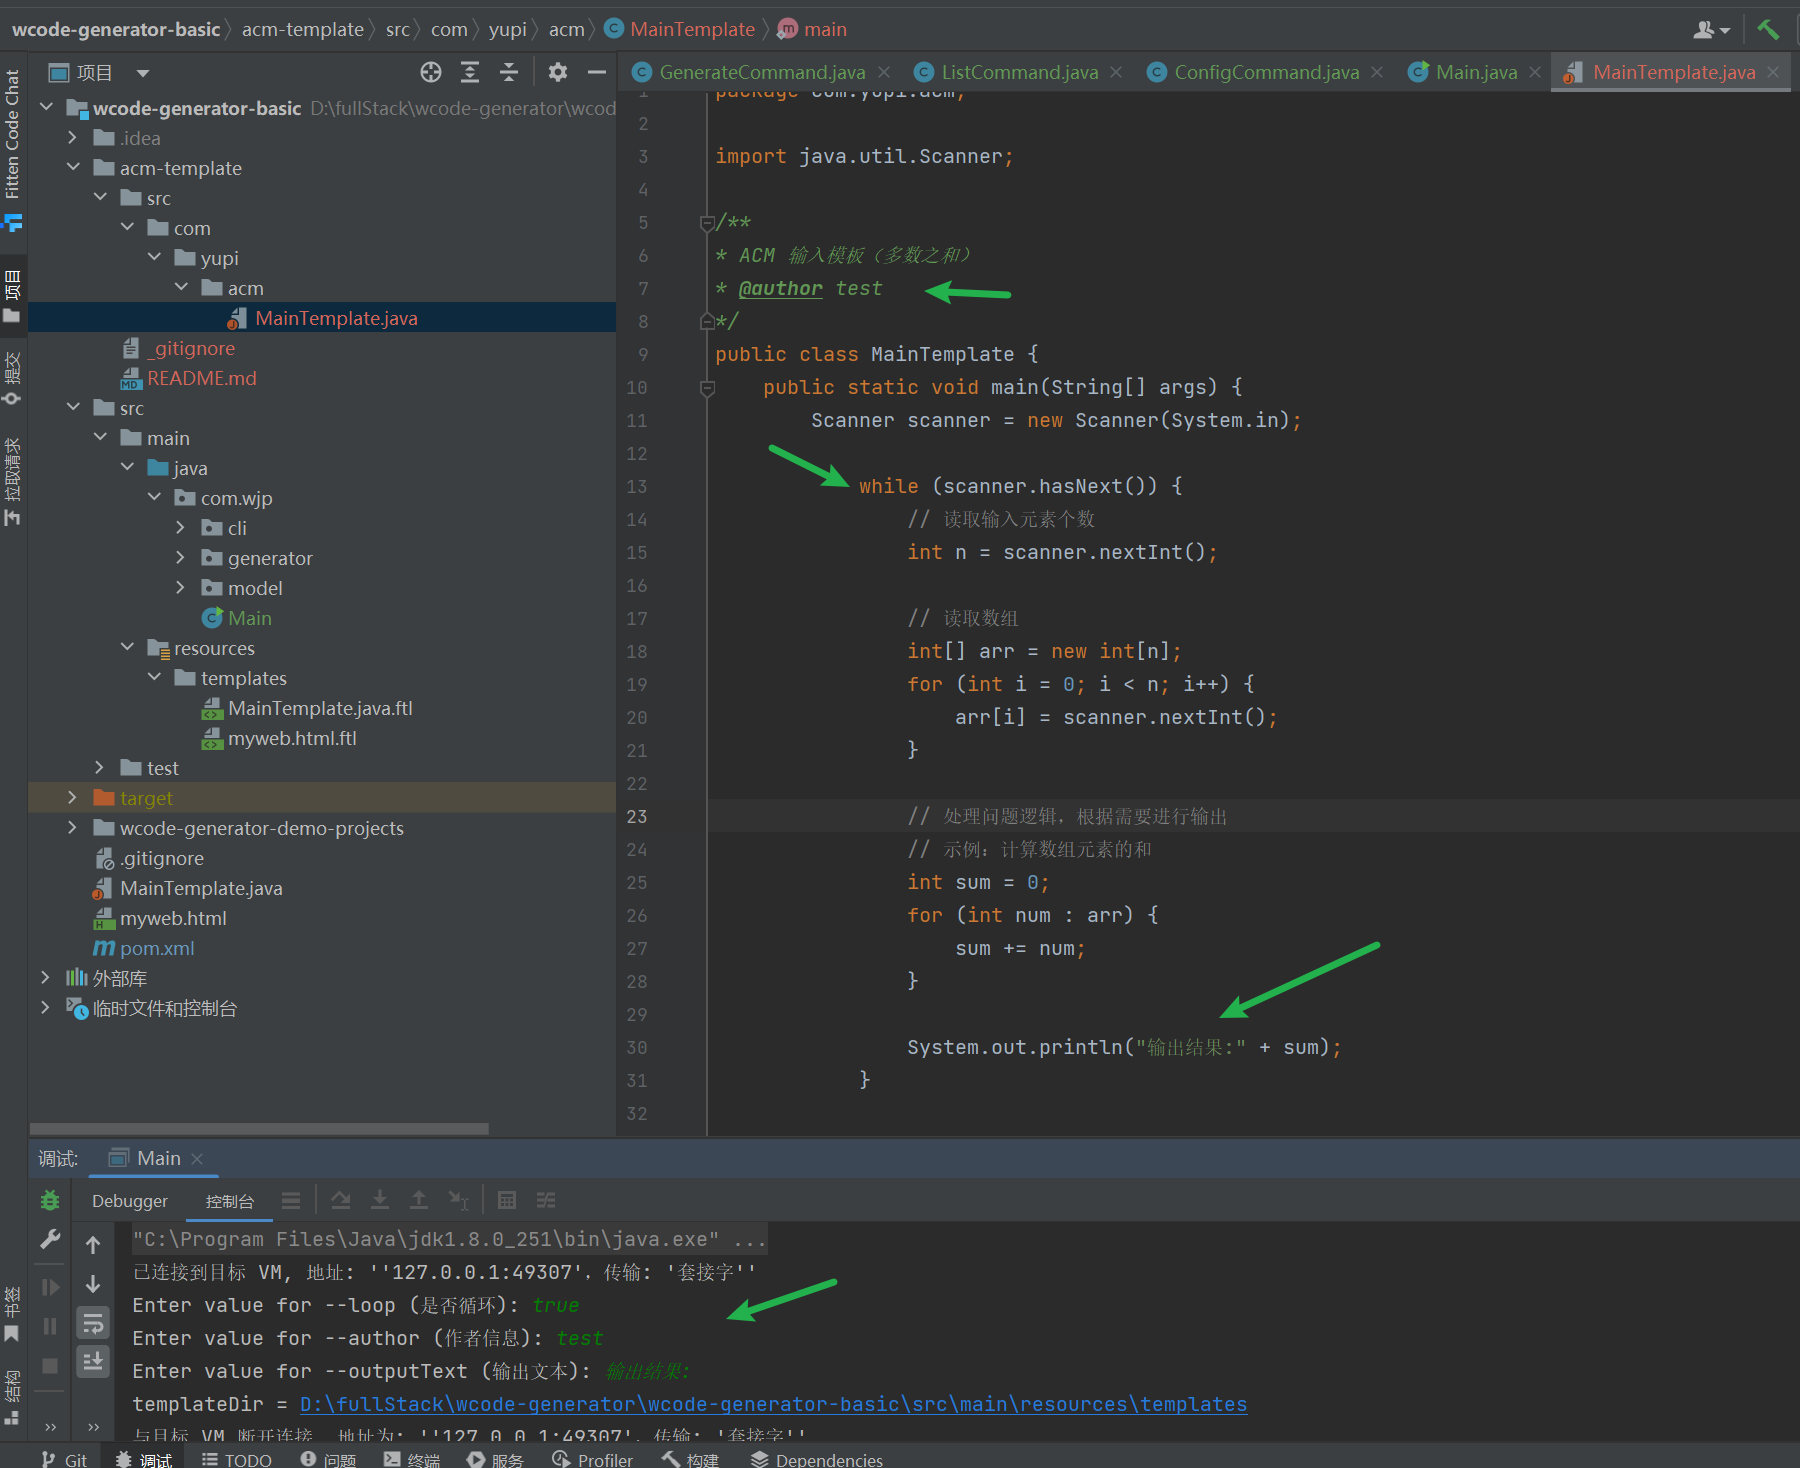 wcode-generator-basic acm-template src com yupi acm MainTemplate main
项目
GenerateCommand.java ListCommand.java ConfigCommand.java Main.java MainTemplate.java
Fitten Code Chat
项目
提交
拉取请求
书签
结构
wcode-generator-basic D:\fullStack\wcode-generator\wcod
.idea
acm-template
src
com
yupi
acm
MainTemplate.java
_gitignore
README.md
src
main
java
com.wjp
cli
generator
model
Main
resources
templates
MainTemplate.java.ftl
myweb.html.ftl
test
target
wcode-generator-demo-projects
.gitignore
MainTemplate.java
myweb.html
pom.xml
外部库
临时文件和控制台
1 package com.yupi.acm;
2
3 import java.util.Scanner;
4
5 /**
6 * ACM 输入模板（多数之和）
7 * @author test
8 */
9 public class MainTemplate {
10 public static void main(String[] args) {
11 Scanner scanner = new Scanner(System.in);
12
13 while (scanner.hasNext()) {
14 // 读取输入元素个数
15 int n = scanner.nextInt();
16
17 // 读取数组
18 int[] arr = new int[n];
19 for (int i = 0; i < n; i++) {
20 arr[i] = scanner.nextInt();
21 }
22
23 // 处理问题逻辑，根据需要进行输出
24 // 示例：计算数组元素的和
25 int sum = 0;
26 for (int num : arr) {
27 sum += num;
28 }
29
30 System.out.println("输出结果:" + sum);
31 }
32
调试: Main
Debugger 控制台
"C:\Program Files\Java\jdk1.8.0_251\bin\java.exe" ...
已连接到目标 VM, 地址: ''127.0.0.1:49307', 传输: '套接字''
Enter value for --loop (是否循环): true
Enter value for --author (作者信息): test
Enter value for --outputText (输出文本): 输出结果:
templateDir = D:\fullStack\wcode-generator\wcode-generator-basic\src\main\resources\templates
与目标 VM 断开连接, 地址为: ''127.0.0.1:49307', 传输: '套接字''
Git 调试 TODO 问题 终端 服务 Profiler 构建 Dependencies